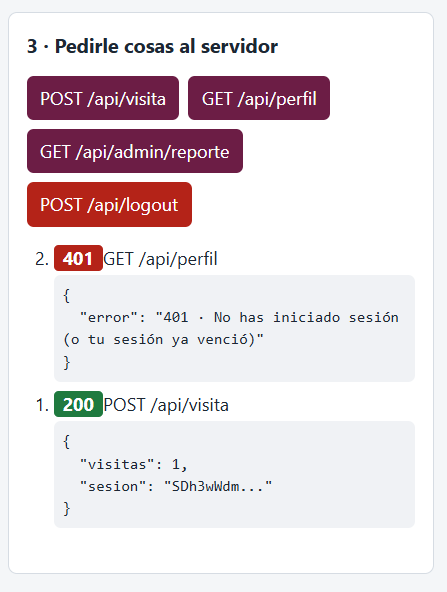 3 · Pedirle cosas al servidor
POST /api/visita
GET /api/perfil
GET /api/admin/reporte
POST /api/logout
2. 401 GET /api/perfil
{
"error": "401 · No has iniciado sesión
(o tu sesión ya venció)"
}
1. 200 POST /api/visita
{
"visitas": 1,
"sesion": "SDh3wWdm..."
}